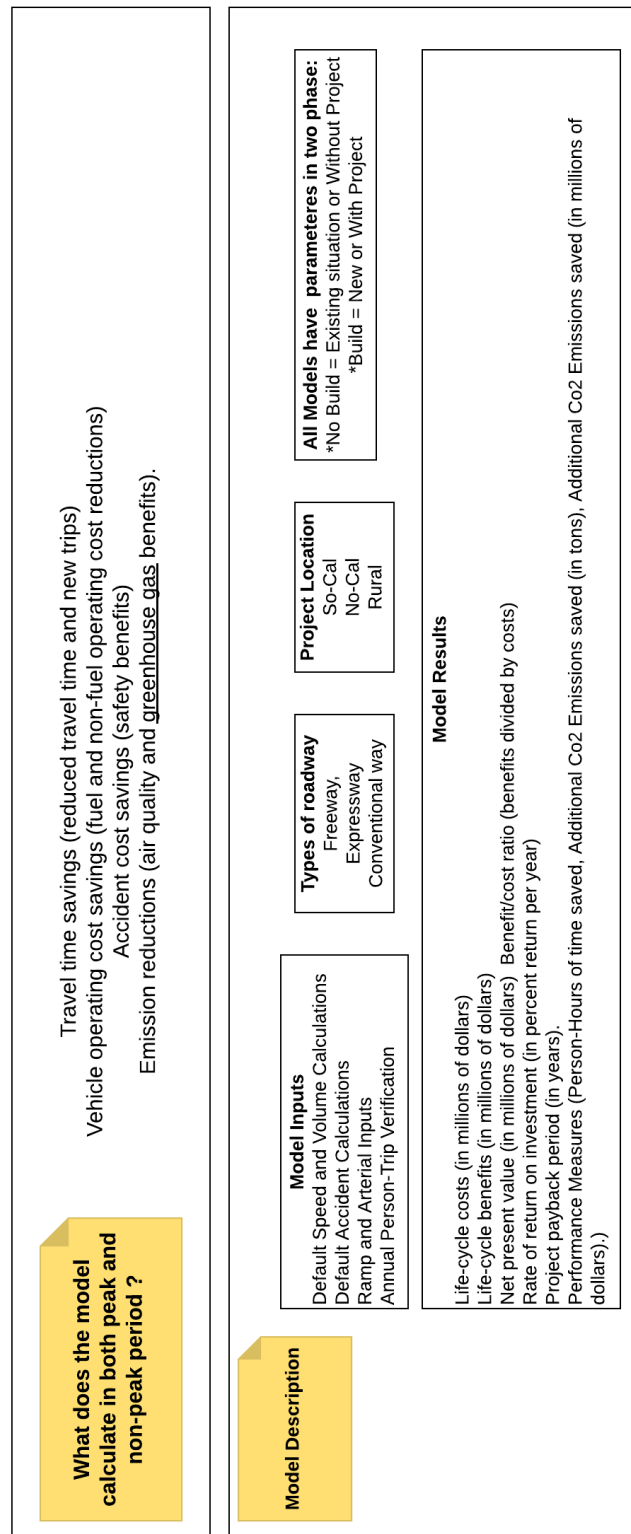 What does the model
calculate in both peak and
non-peak period ?
Travel time savings (reduced travel time and new trips)
Vehicle operating cost savings (fuel and non-fuel operating cost reductions)
Accident cost savings (safety benefits)
Emission reductions (air quality and greenhouse gas benefits).
Model Description
Model Inputs
Default Speed and Volume Calculations
Default Accident Calculations
Ramp and Arterial Inputs
Annual Person-Trip Verification
Types of roadway
Freeway,
Expressway
Conventional way
Project Location
So-Cal
No-Cal
Rural
All Models have  parameteres in two phase:
*No Build = Existing situation or Without Project
*Build = New or With Project
Model Results
Life-cycle costs (in millions of dollars)
Life-cycle benefits (in millions of dollars)
Net present value (in millions of dollars)  Benefit/cost ratio (benefits divided by costs)
Rate of return on investment (in percent return per year)
Project payback period (in years).
Performance Measures (Person-Hours of time saved, Additional Co2 Emissions saved (in tons), Additional Co2 Emissions saved (in millions of
dollars).)